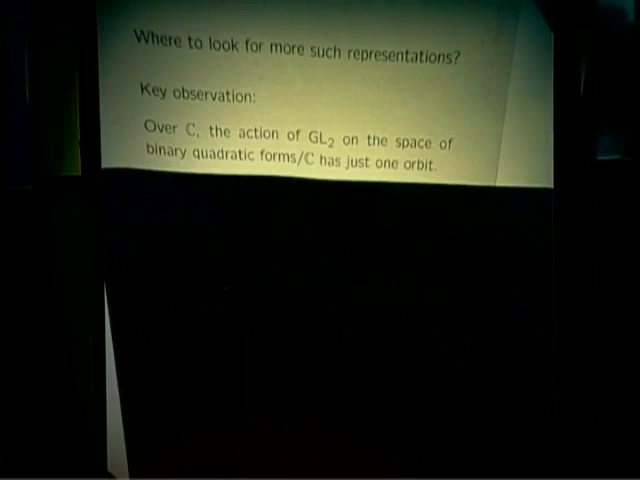 Where to look for more such representations?
Key observation:
Over ℂ, the action of GL₂ on the space of
binary quadratic forms/ℂ has just one orbit.